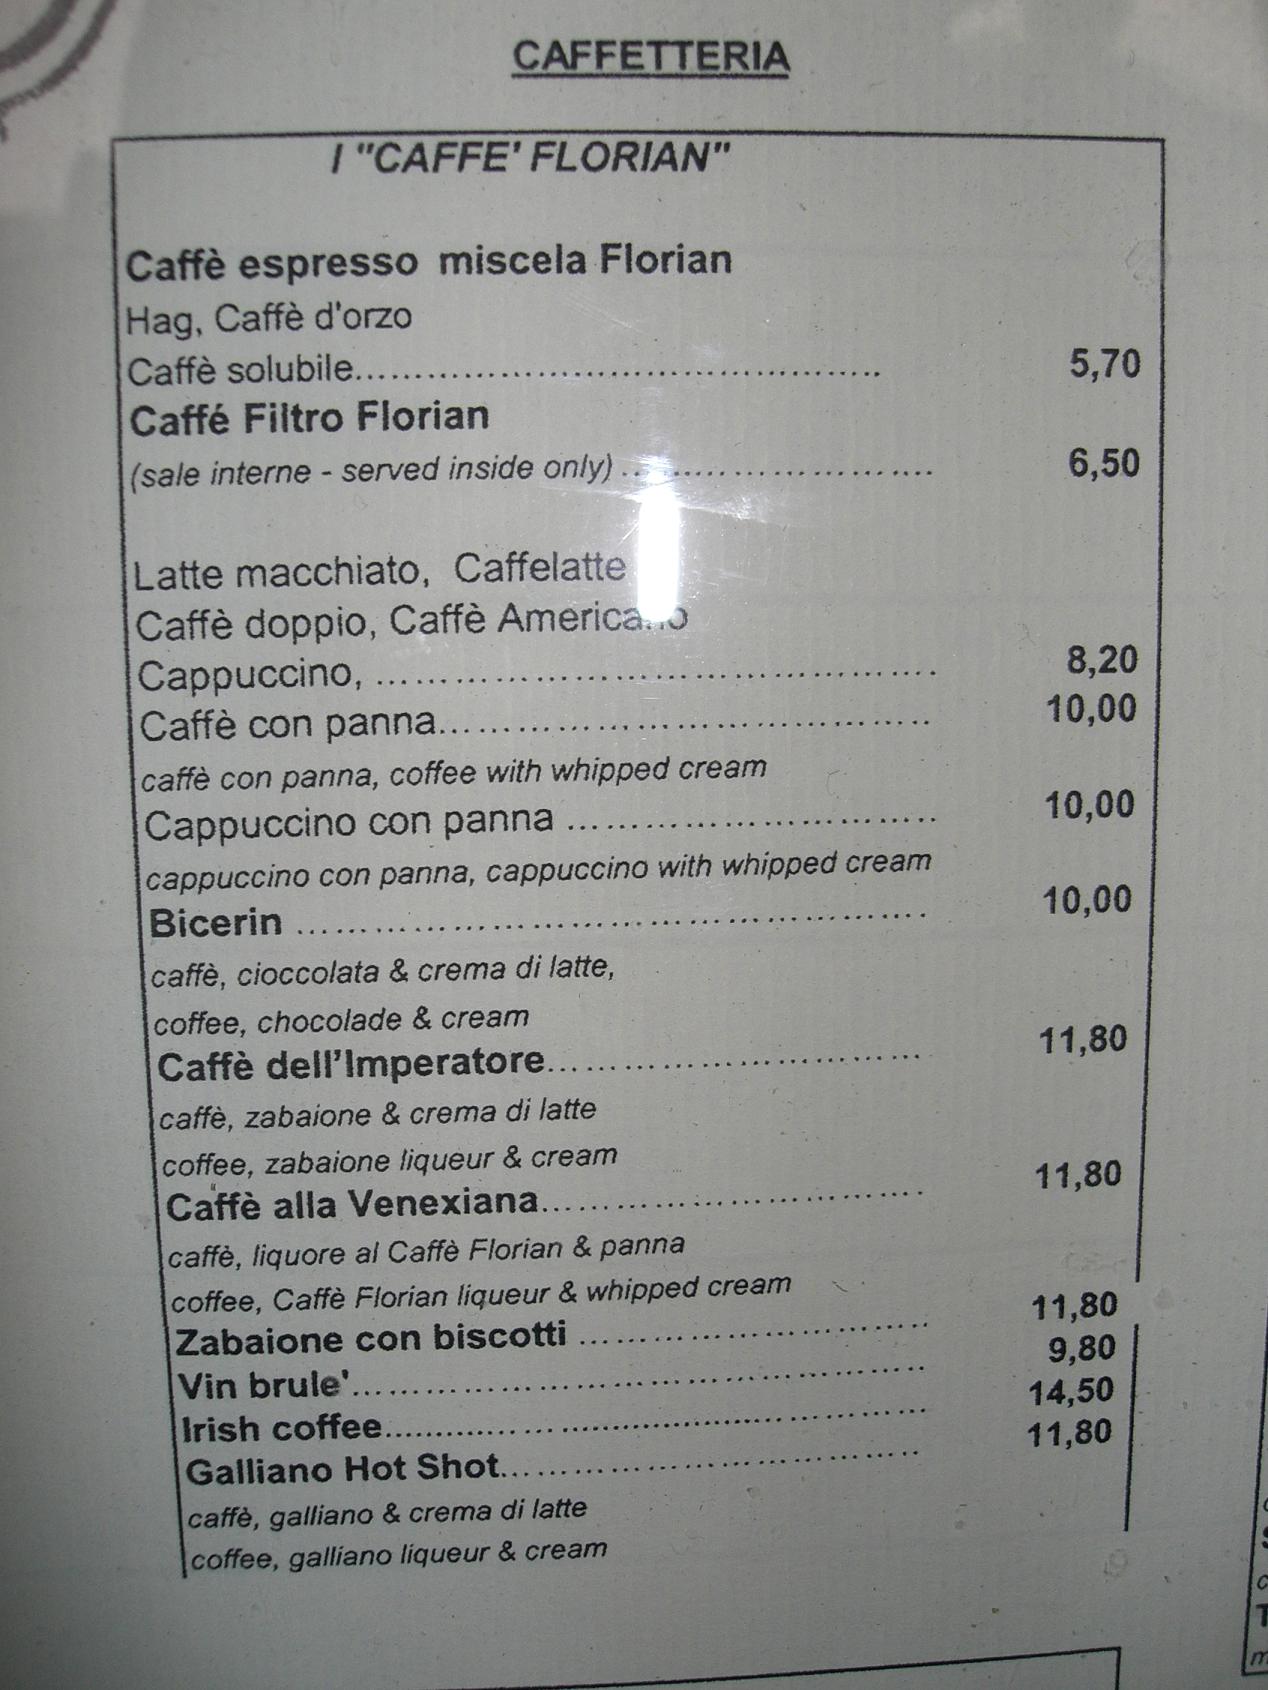 CAFFETTERIA
I "CAFFE' FLORIAN"
Caffè espresso miscela Florian
Hag, Caffè d'orzo
Caffè solubile.......................................... 5,70
Caffé Filtro Florian
(sale interne - served inside only) ............................ 6,50
Latte macchiato, Caffelatte
Caffè doppio, Caffè Americano
Cappuccino, ............................................. 8,20
Caffè con panna....................................... 10,00
caffè con panna, coffee with whipped cream
Cappuccino con panna .............................. 10,00
cappuccino con panna, cappuccino with whipped cream
Bicerin .................................................. 10,00
caffè, cioccolata & crema di latte,
coffee, chocolade & cream
Caffè dell'Imperatore.............................. 11,80
caffè, zabaione & crema di latte
coffee, zabaione liqueur & cream
Caffè alla Venexiana............................... 11,80
caffè, liquore al Caffè Florian & panna
coffee, Caffè Florian liqueur & whipped cream
Zabaione con biscotti ............................ 11,80
Vin brule'.............................................. 9,80
Irish coffee............................................ 14,50
Galliano Hot Shot.................................. 11,80
caffè, galliano & crema di latte
coffee, galliano liqueur & cream